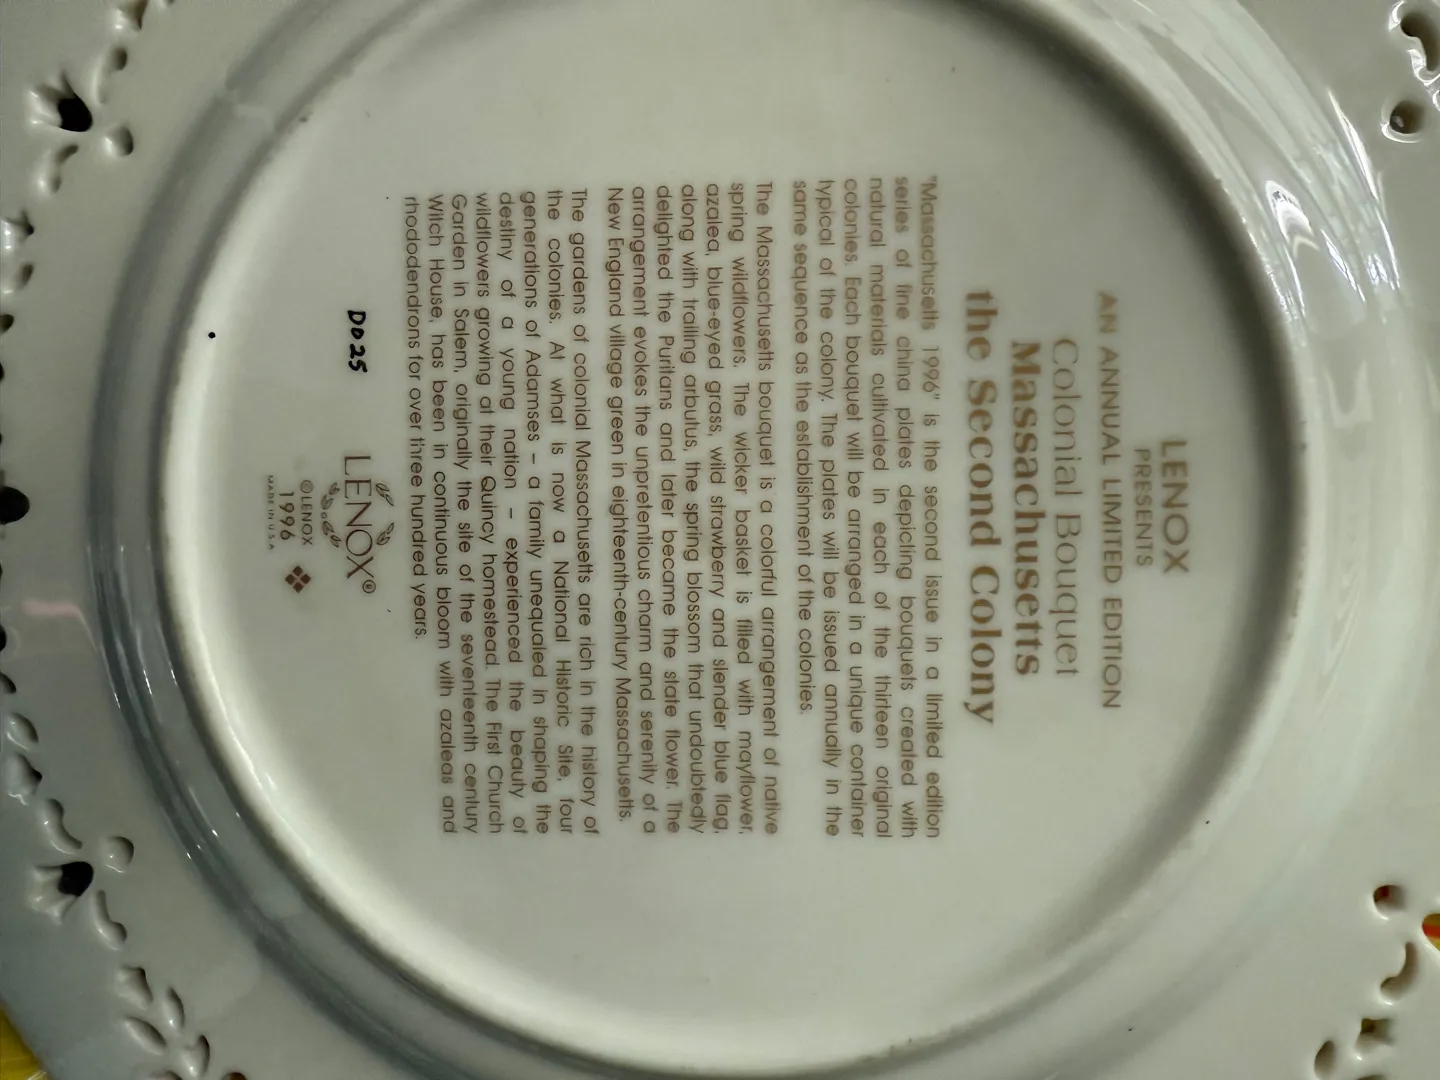 LENOX
PRESENTS
AN ANNUAL LIMITED EDITION
Colonial Bouquet
Massachusetts
the Second Colony
"Massachusetts 1996" is the second issue in a limited edition
series of fine china plates depicting bouquets created with
natural materials cultivated in each of the thirteen original
colonies. Each bouquet will be arranged in a unique container
typical of the colony. The plates will be issued annually in the
same sequence as the establishment of the colonies.
The Massachusetts bouquet is a colorful arrangement of native
spring wildflowers. The wicker basket is filled with mayflower,
azalea, blue-eyed grass, wild strawberry and slender blue flag,
along with trailing arbutus, the spring blossom that undoubtedly
delighted the Puritans and later became the state flower. The
arrangement evokes the unpretentious charm and serenity of a
New England village green in eighteenth-century Massachusetts.
The gardens of colonial Massachusetts are rich in the history of
the colonies. At what is now a National Historic Site, four
generations of Adamses – a family unequaled in shaping the
destiny of a young nation – experienced the beauty of
wildflowers growing at their Quincy homestead. The First Church
Garden in Salem, originally the site of the seventeenth century
Witch House, has been in continuous bloom with azaleas and
rhododendrons for over three hundred years.
DD25
LENOX®
©LENOX
1996
MADE IN U.S.A.